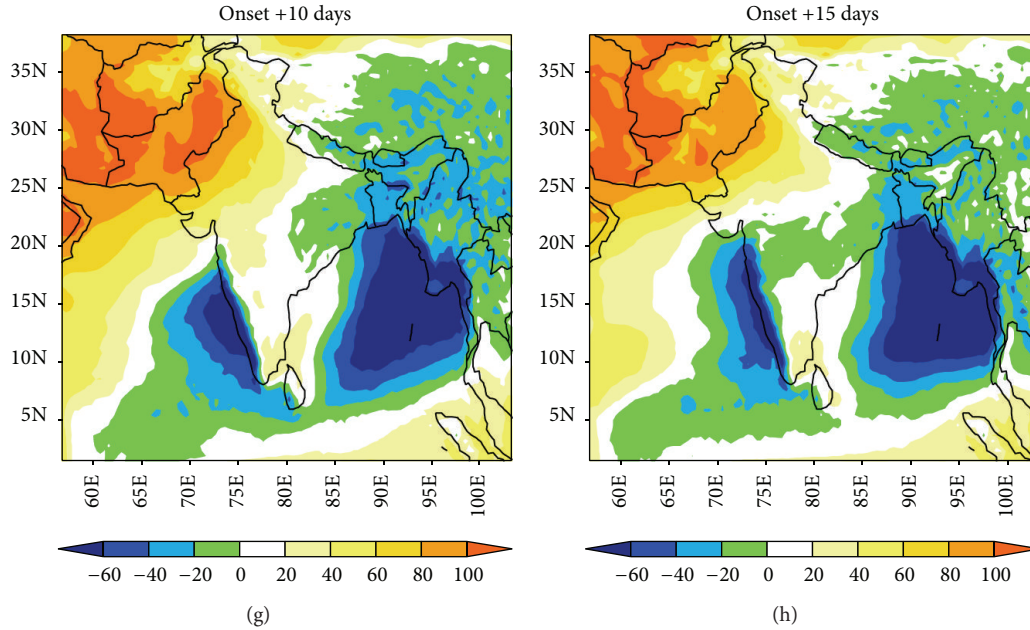 Onset +10 days
35N
30N
25N
20N
15N
10N
5N
60E
65E
70E
75E
80E
85E
90E
95E
100E
−60 −40 −20 0 20 40 60 80 100
(g)
Onset +15 days
35N
30N
25N
20N
15N
10N
5N
60E
65E
70E
75E
80E
85E
90E
95E
100E
−60 −40 −20 0 20 40 60 80 100
(h)